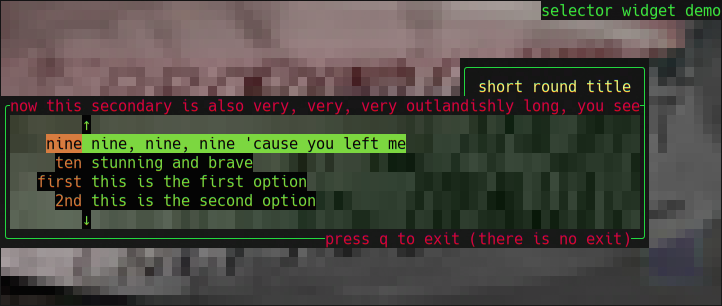 selector widget demo
short round title
now this secondary is also very, very, very outlandishly long, you see
↑
nine nine, nine, nine 'cause you left me
ten stunning and brave
first this is the first option
2nd this is the second option
↓
press q to exit (there is no exit)